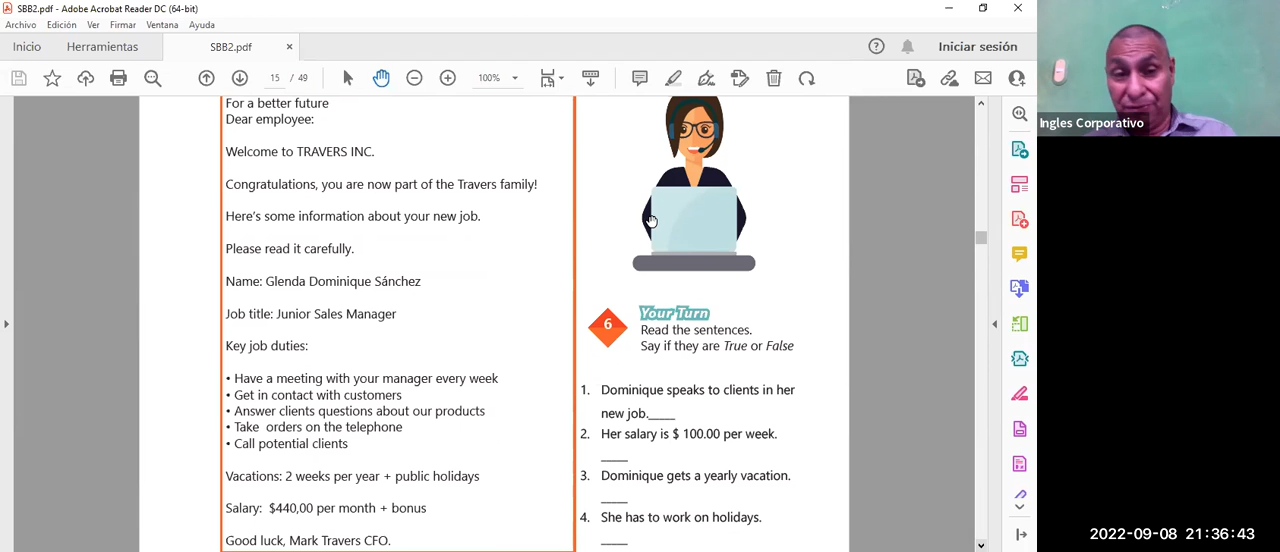 SBB2.pdf - Adobe Acrobat Reader DC (64-bit)
Archivo Edición Ver Firmar Ventana Ayuda
Inicio Herramientas SBB2.pdf Iniciar sesión
15 / 49 100%
For a better future
Dear employee:
Welcome to TRAVERS INC.
Congratulations, you are now part of the Travers family!
Here's some information about your new job.
Please read it carefully.
Name: Glenda Dominique Sánchez
Job title: Junior Sales Manager
Key job duties:
• Have a meeting with your manager every week
• Get in contact with customers
• Answer clients questions about our products
• Take orders on the telephone
• Call potential clients
Vacations: 2 weeks per year + public holidays
Salary: $440,00 per month + bonus
Good luck, Mark Travers CFO.
6
Your Turn
Read the sentences.
Say if they are True or False
1. Dominique speaks to clients in her
new job._____
2. Her salary is $ 100.00 per week.
_____
3. Dominique gets a yearly vacation.
_____
4. She has to work on holidays.
_____
Ingles Corporativo
2022-09-08 21:36:43